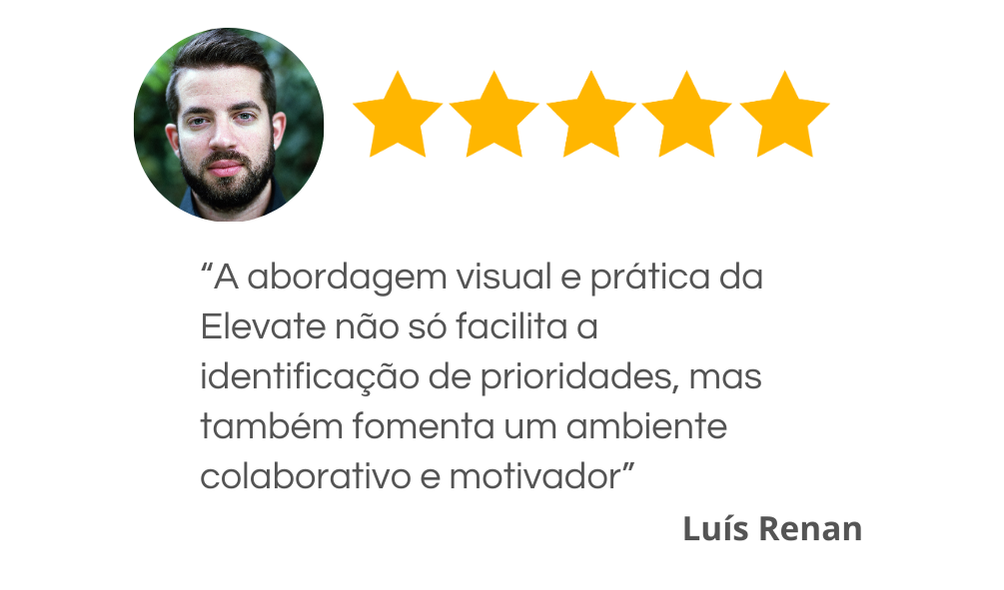 “A abordagem visual e prática da
Elevate não só facilita a
identificação de prioridades, mas
também fomenta um ambiente
colaborativo e motivador”
Luís Renan